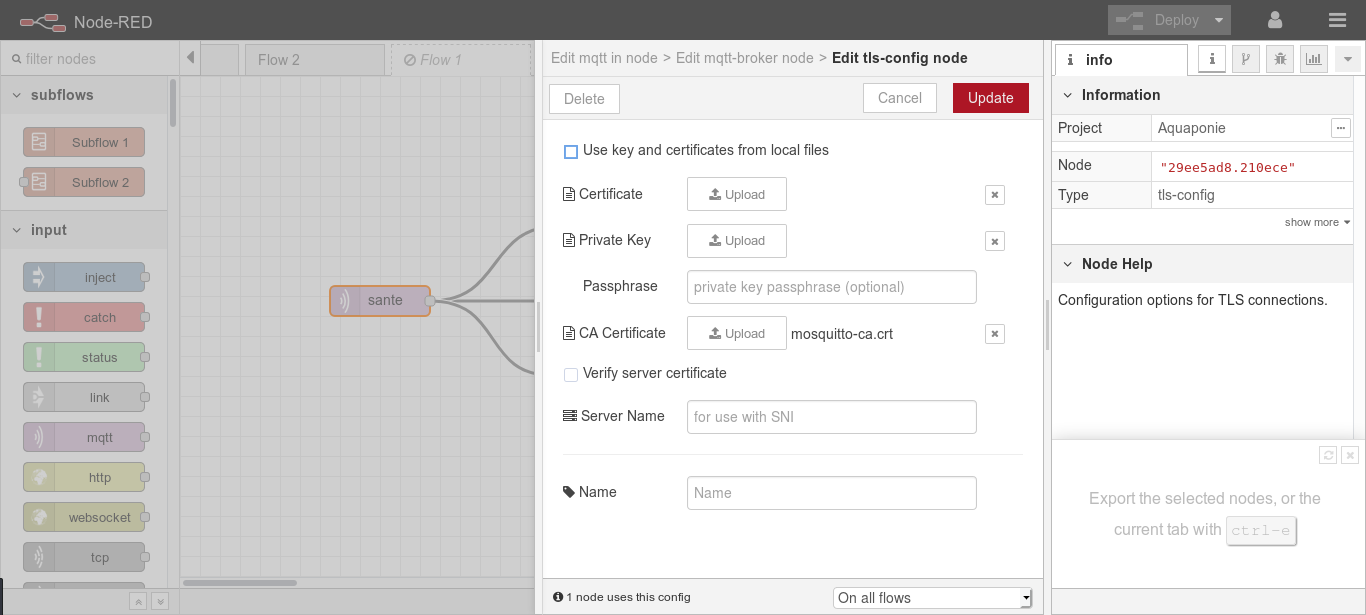 Node-RED
Deploy
filter nodes
Flow 2
Flow 1
subflows
Subflow 1
Subflow 2
input
inject
catch
status
link
mqtt
http
websocket
tcp
sante
Edit mqtt in node > Edit mqtt-broker node > Edit tls-config node
Delete
Cancel
Update
Use key and certificates from local files
Certificate
Upload
Private Key
Upload
Passphrase
private key passphrase (optional)
CA Certificate
Upload
mosquitto-ca.crt
Verify server certificate
Server Name
for use with SNI
Name
Name
1 node uses this config
On all flows
info
Information
Project
Aquaponie
Node
"29ee5ad8.210ece"
Type
tls-config
show more
Node Help
Configuration options for TLS connections.
Export the selected nodes, or the
current tab with ctrl-e